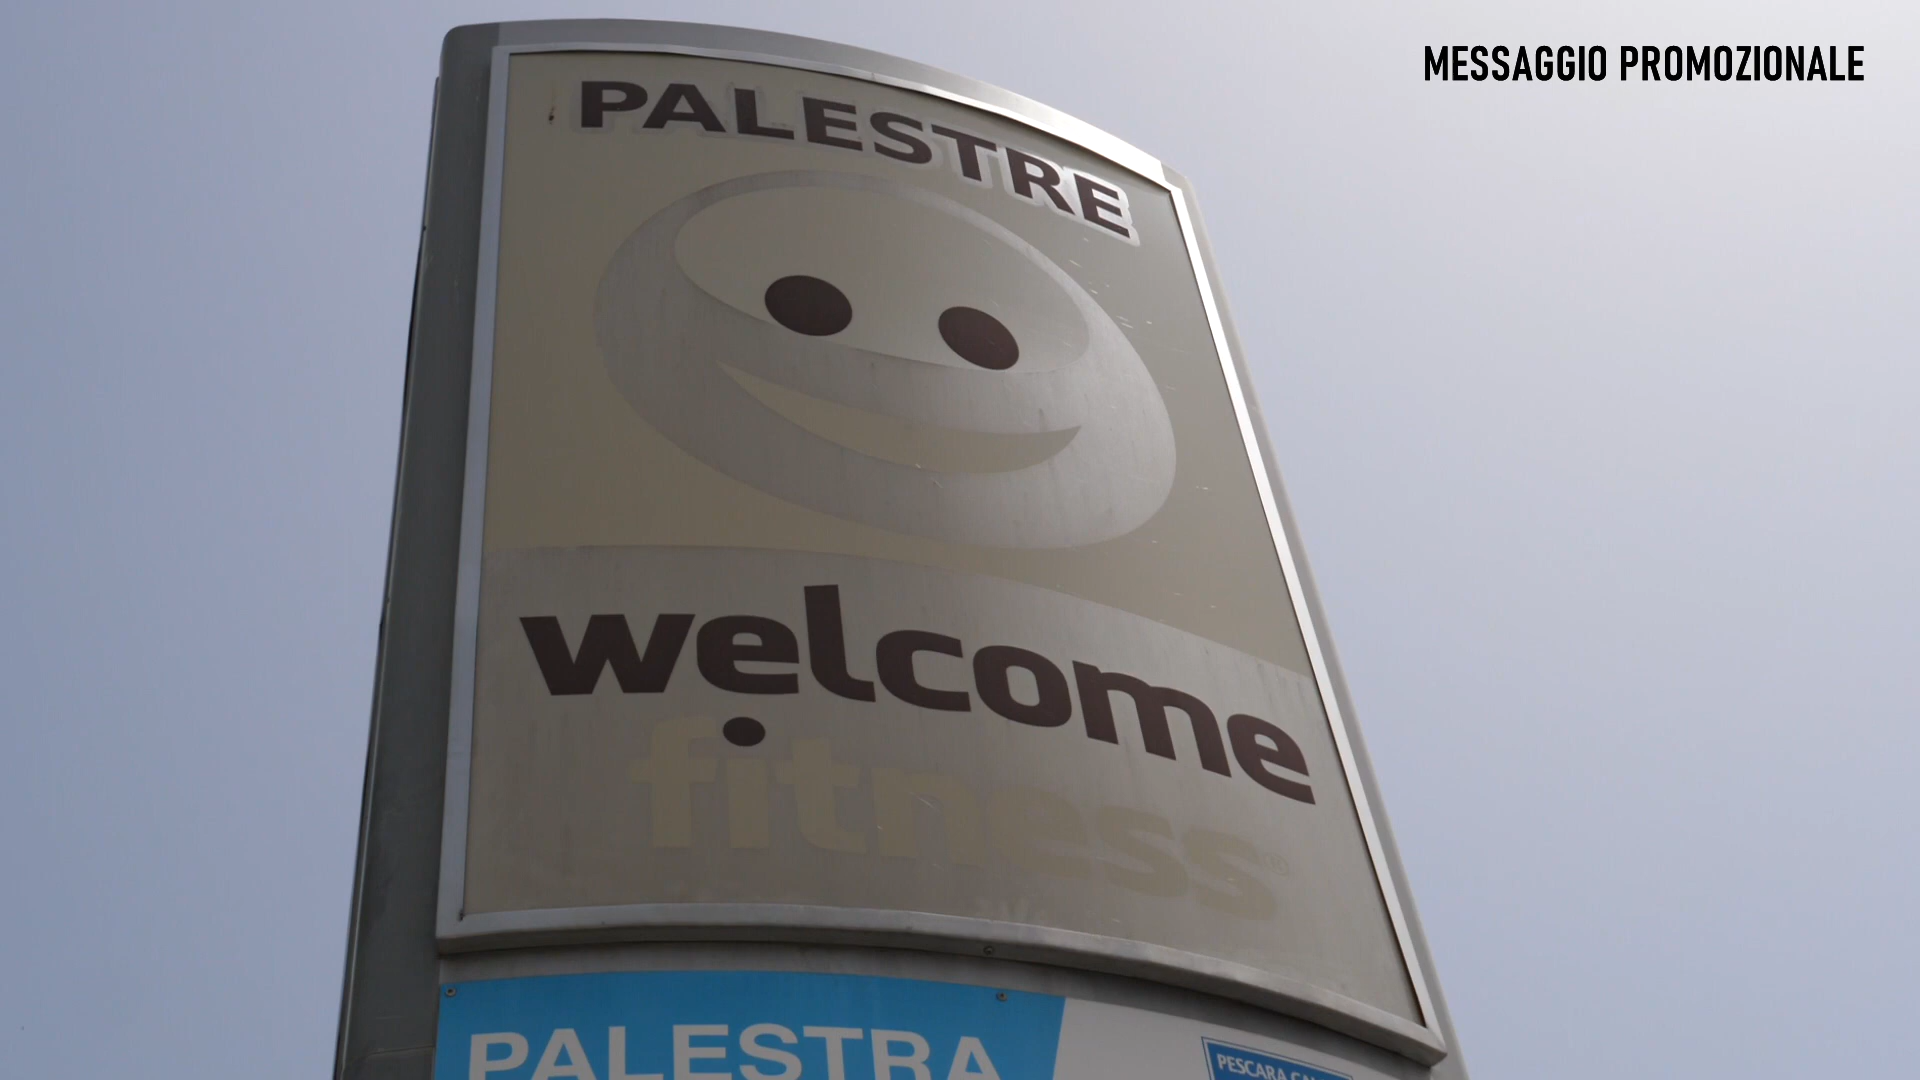 MESSAGGIO PROMOZIONALE
PALESTRE
welcome
fitness
PALESTRA
PESCARA